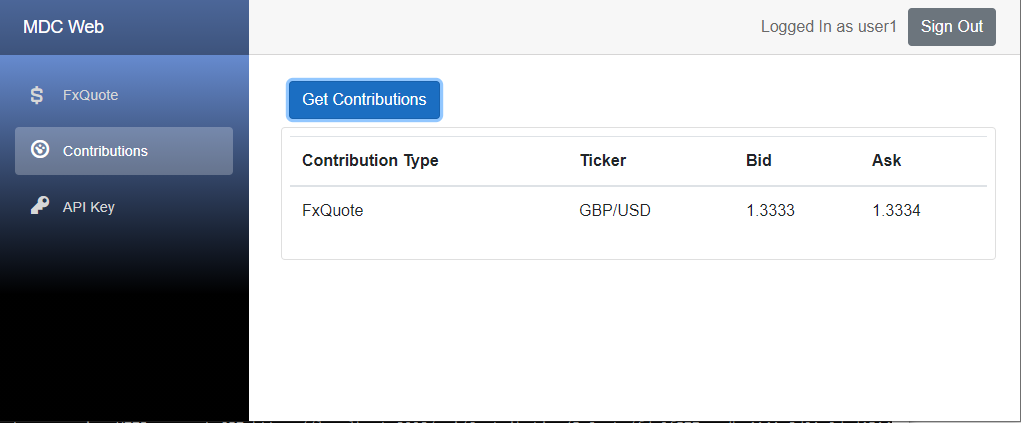 MDC Web
Logged In as user1 Sign Out
$ FxQuote
Contributions
API Key
Get Contributions
Contribution Type Ticker Bid Ask
FxQuote GBP/USD 1.3333 1.3334